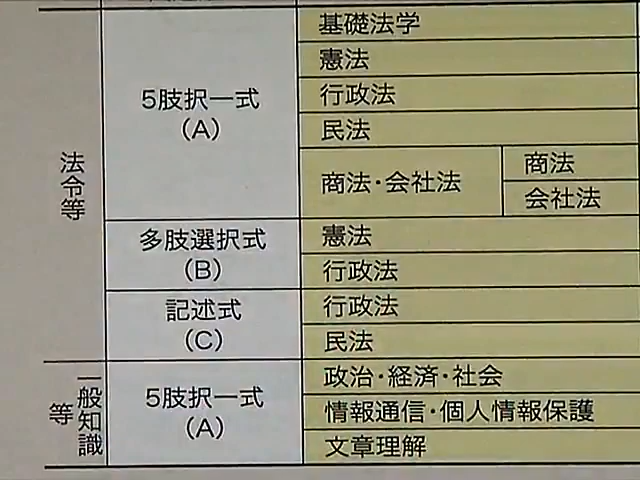 法令等
5肢択一式
(A)
基礎法学
憲法
行政法
民法
商法・会社法
商法
会社法
多肢選択式
(B)
憲法
行政法
記述式
(C)
行政法
民法
一般知識
等
5肢択一式
(A)
政治・経済・社会
情報通信・個人情報保護
文章理解